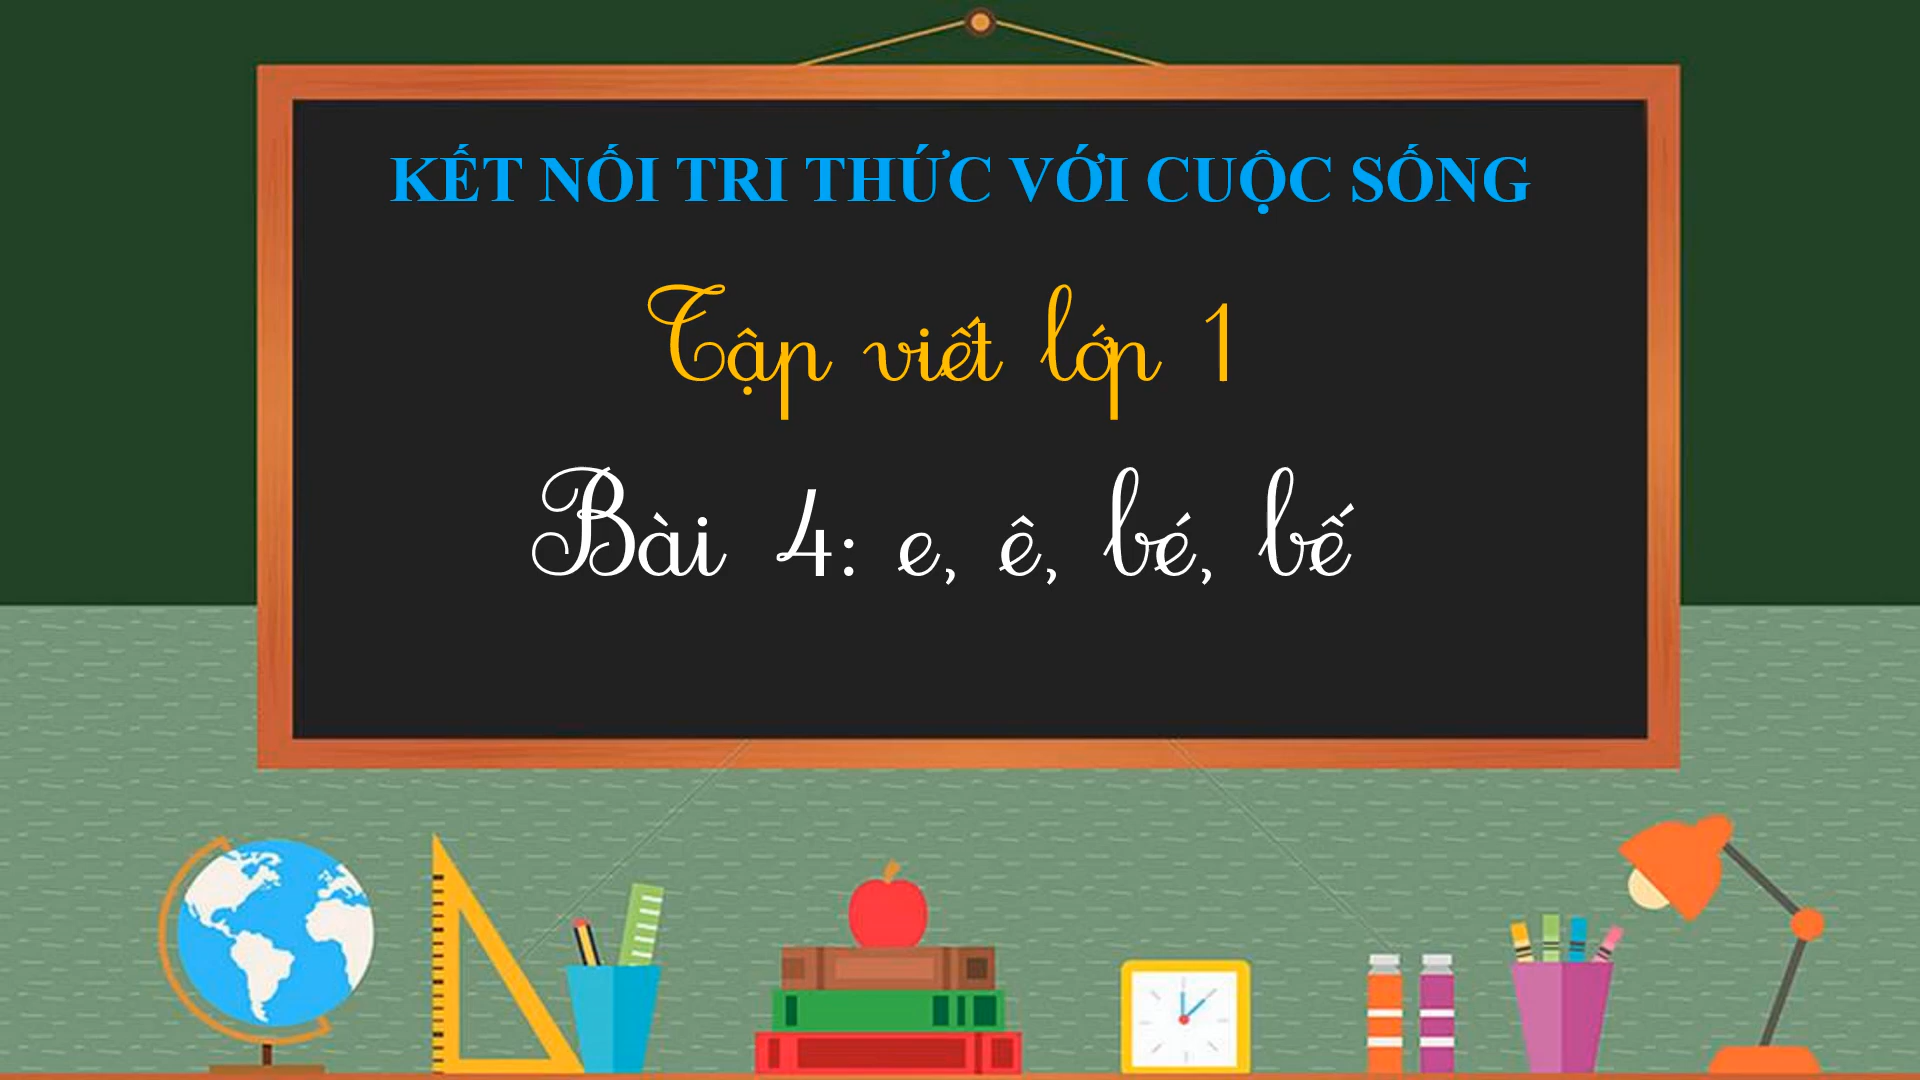 KẾT NỐI TRI THỨC VỚI CUỘC SỐNG
Tập viết lớp 1
Bài 4: e, ê, bé, bế